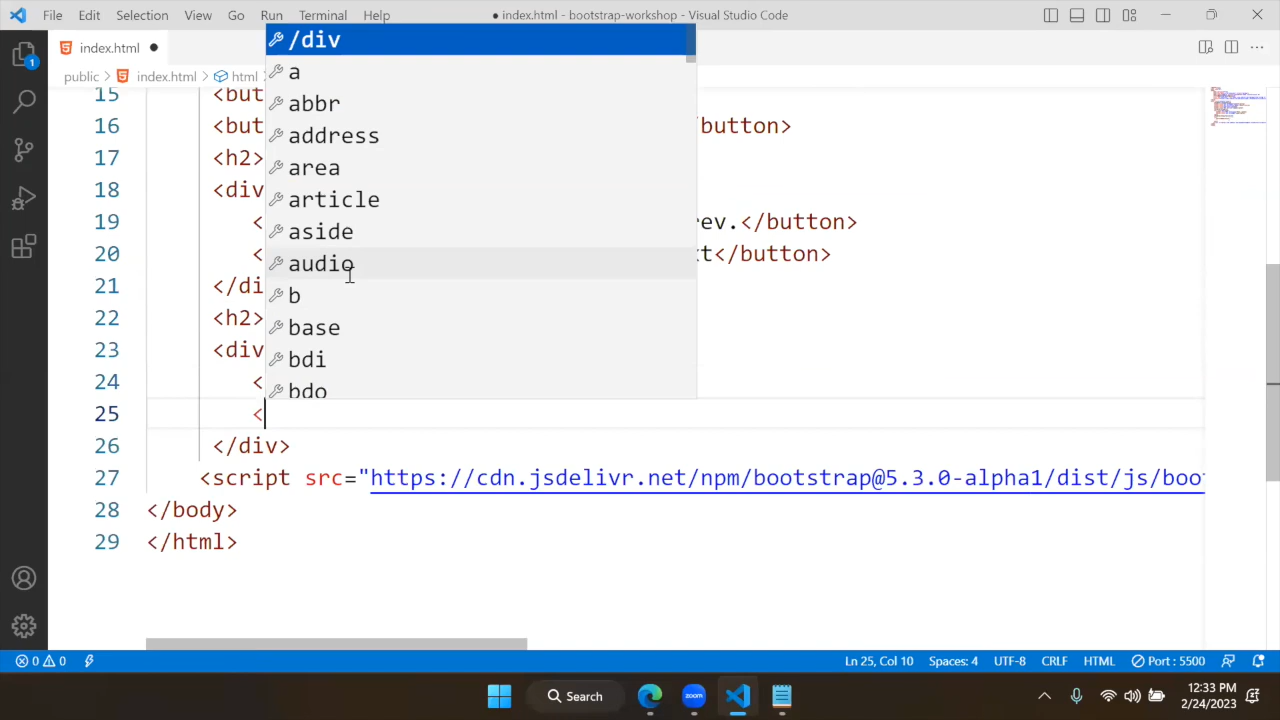 File Edit Selection View Go Run Terminal Help
● index.html - bootstrap-workshop - Visual Studio Code
index.html ●
public > index.html > html
/div
a
abbr
address
area
article
aside
audio
b
base
bdi
bdo
15 <but
16 <but /button>
17 <h2>
18 <div
19 < rev.</button>
20 < t</button>
21 </di
22 <h2>
23 <div
24 <
25 <
26 </div>
27 <script src="https://cdn.jsdelivr.net/npm/bootstrap@5.3.0-alpha1/dist/js/boo
28 </body>
29 </html>
1
0 0
Ln 25, Col 10 Spaces: 4 UTF-8 CRLF HTML Port : 5500
Search
zoom
12:33 PM
2/24/2023